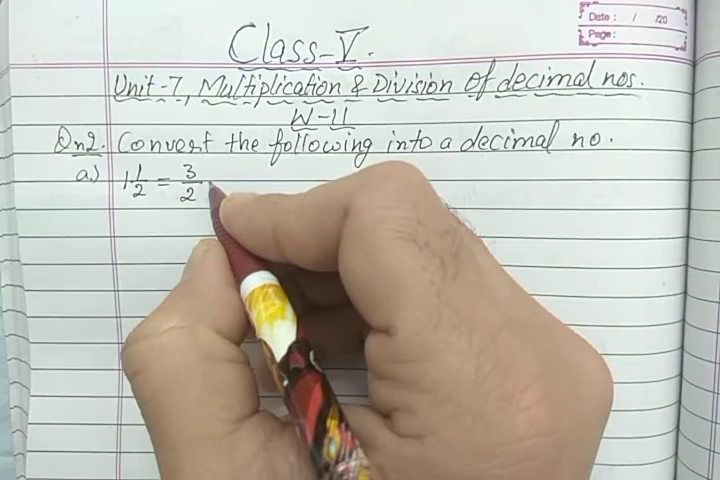 Date :   /   /20
Page:
Class-V.
Unit-7, Multiplication & Division of decimal nos.
W-11
Qn2. Convert the following into a decimal no.
a.) 1 1/2 = 3/2